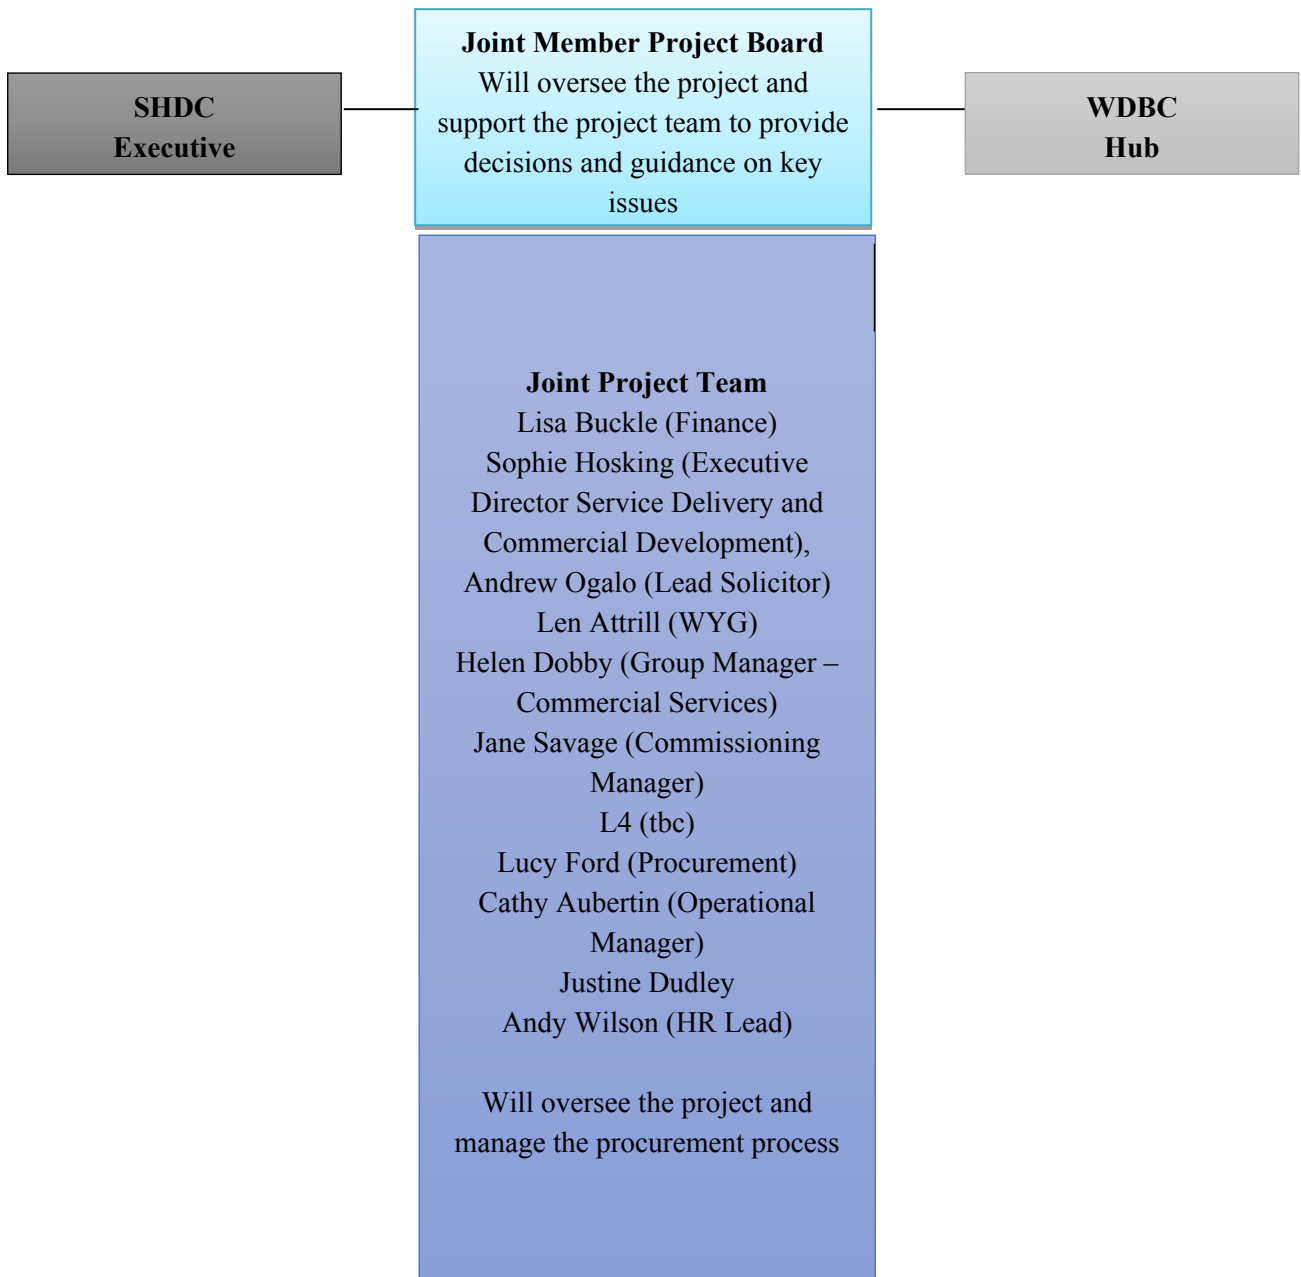 SHDC
Executive
Joint Member Project Board
Will oversee the project and
support the project team to provide
decisions and guidance on key
issues
WDBC
Hub
Joint Project Team
Lisa Buckle (Finance)
Sophie Hosking (Executive
Director Service Delivery and
Commercial Development),
Andrew Ogalo (Lead Solicitor)
Len Attrill (WYG)
Helen Dobby (Group Manager –
Commercial Services)
Jane Savage (Commissioning
Manager)
L4 (tbc)
Lucy Ford (Procurement)
Cathy Aubertin (Operational
Manager)
Justine Dudley
Andy Wilson (HR Lead)
Will oversee the project and
manage the procurement process